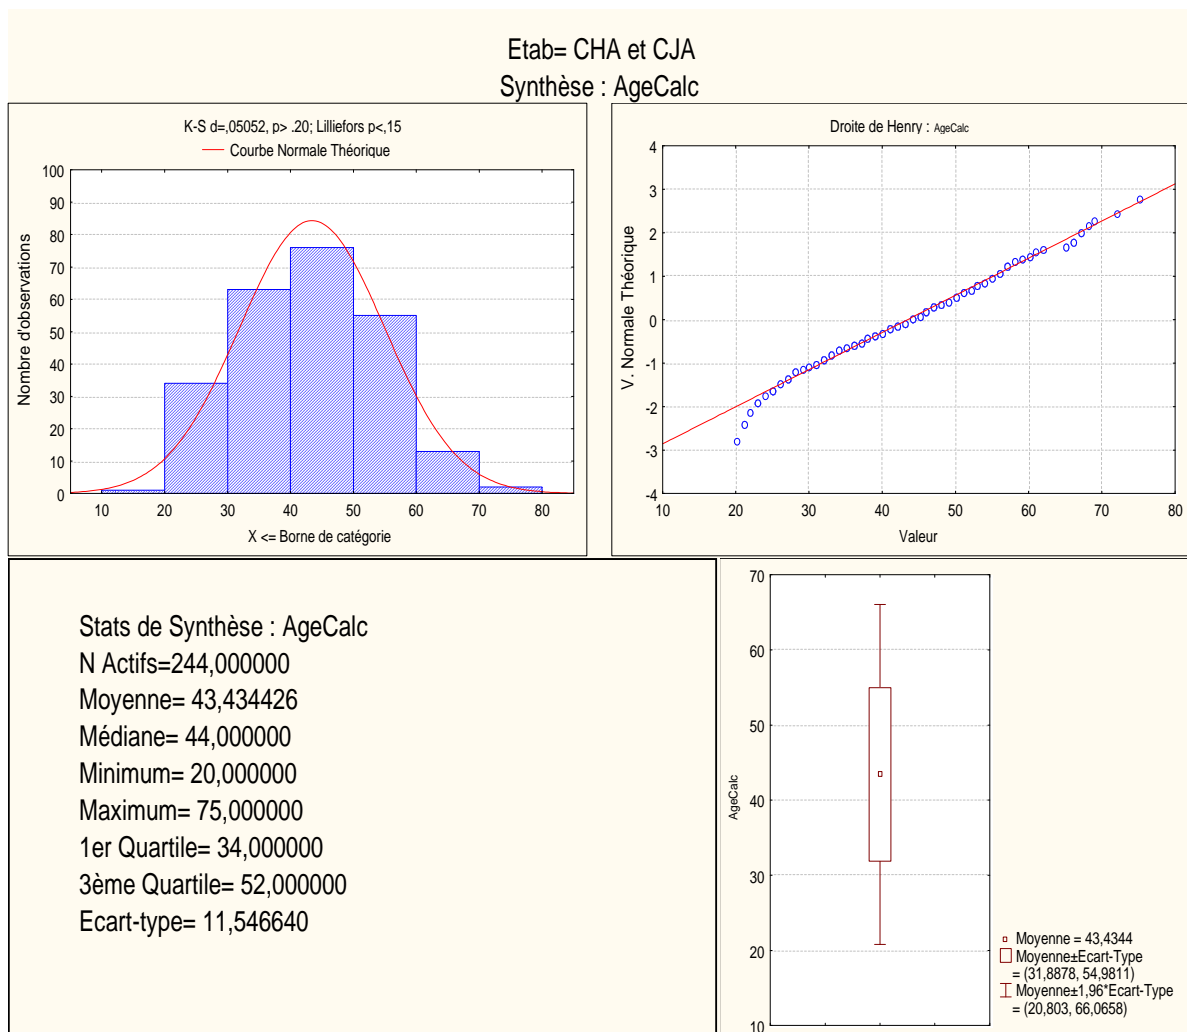 Etab= CHA et CJA
Synthèse : AgeCalc
K-S d=,05052, p> .20; Lilliefors p<,15
Courbe Normale Théorique
100
90
80
70
60
50
40
30
20
10
0
Nombre d'observations
10 20 30 40 50 60 70 80
X <= Borne de catégorie
Droite de Henry : AgeCalc
4
3
2
1
0
-1
-2
-3
-4
V. Normale Théorique
10 20 30 40 50 60 70 80
Valeur
Stats de Synthèse : AgeCalc
N Actifs=244,000000
Moyenne= 43,434426
Médiane= 44,000000
Minimum= 20,000000
Maximum= 75,000000
1er Quartile= 34,000000
3ème Quartile= 52,000000
Ecart-type= 11,546640
70
60
50
40
30
20
10
AgeCalc
Moyenne = 43,4344
Moyenne±Ecart-Type
= (31,8878, 54,9811)
Moyenne±1,96*Ecart-Type
= (20,803, 66,0658)